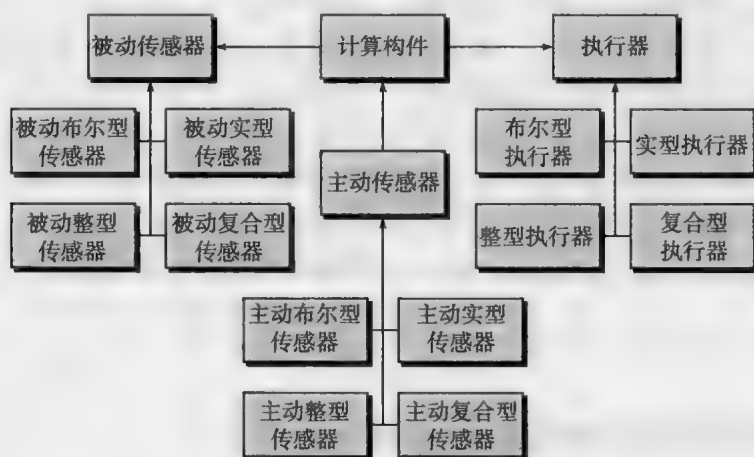 被动传感器
计算构件
执行器
被动布尔型
传感器
被动实型
传感器
布尔型
执行器
实型执行器
主动传感器
被动整型
传感器
被动复合型
传感器
整型执行器
复合型
执行器
主动布尔型
传感器
主动实型
传感器
主动整型
传感器
主动复合型
传感器